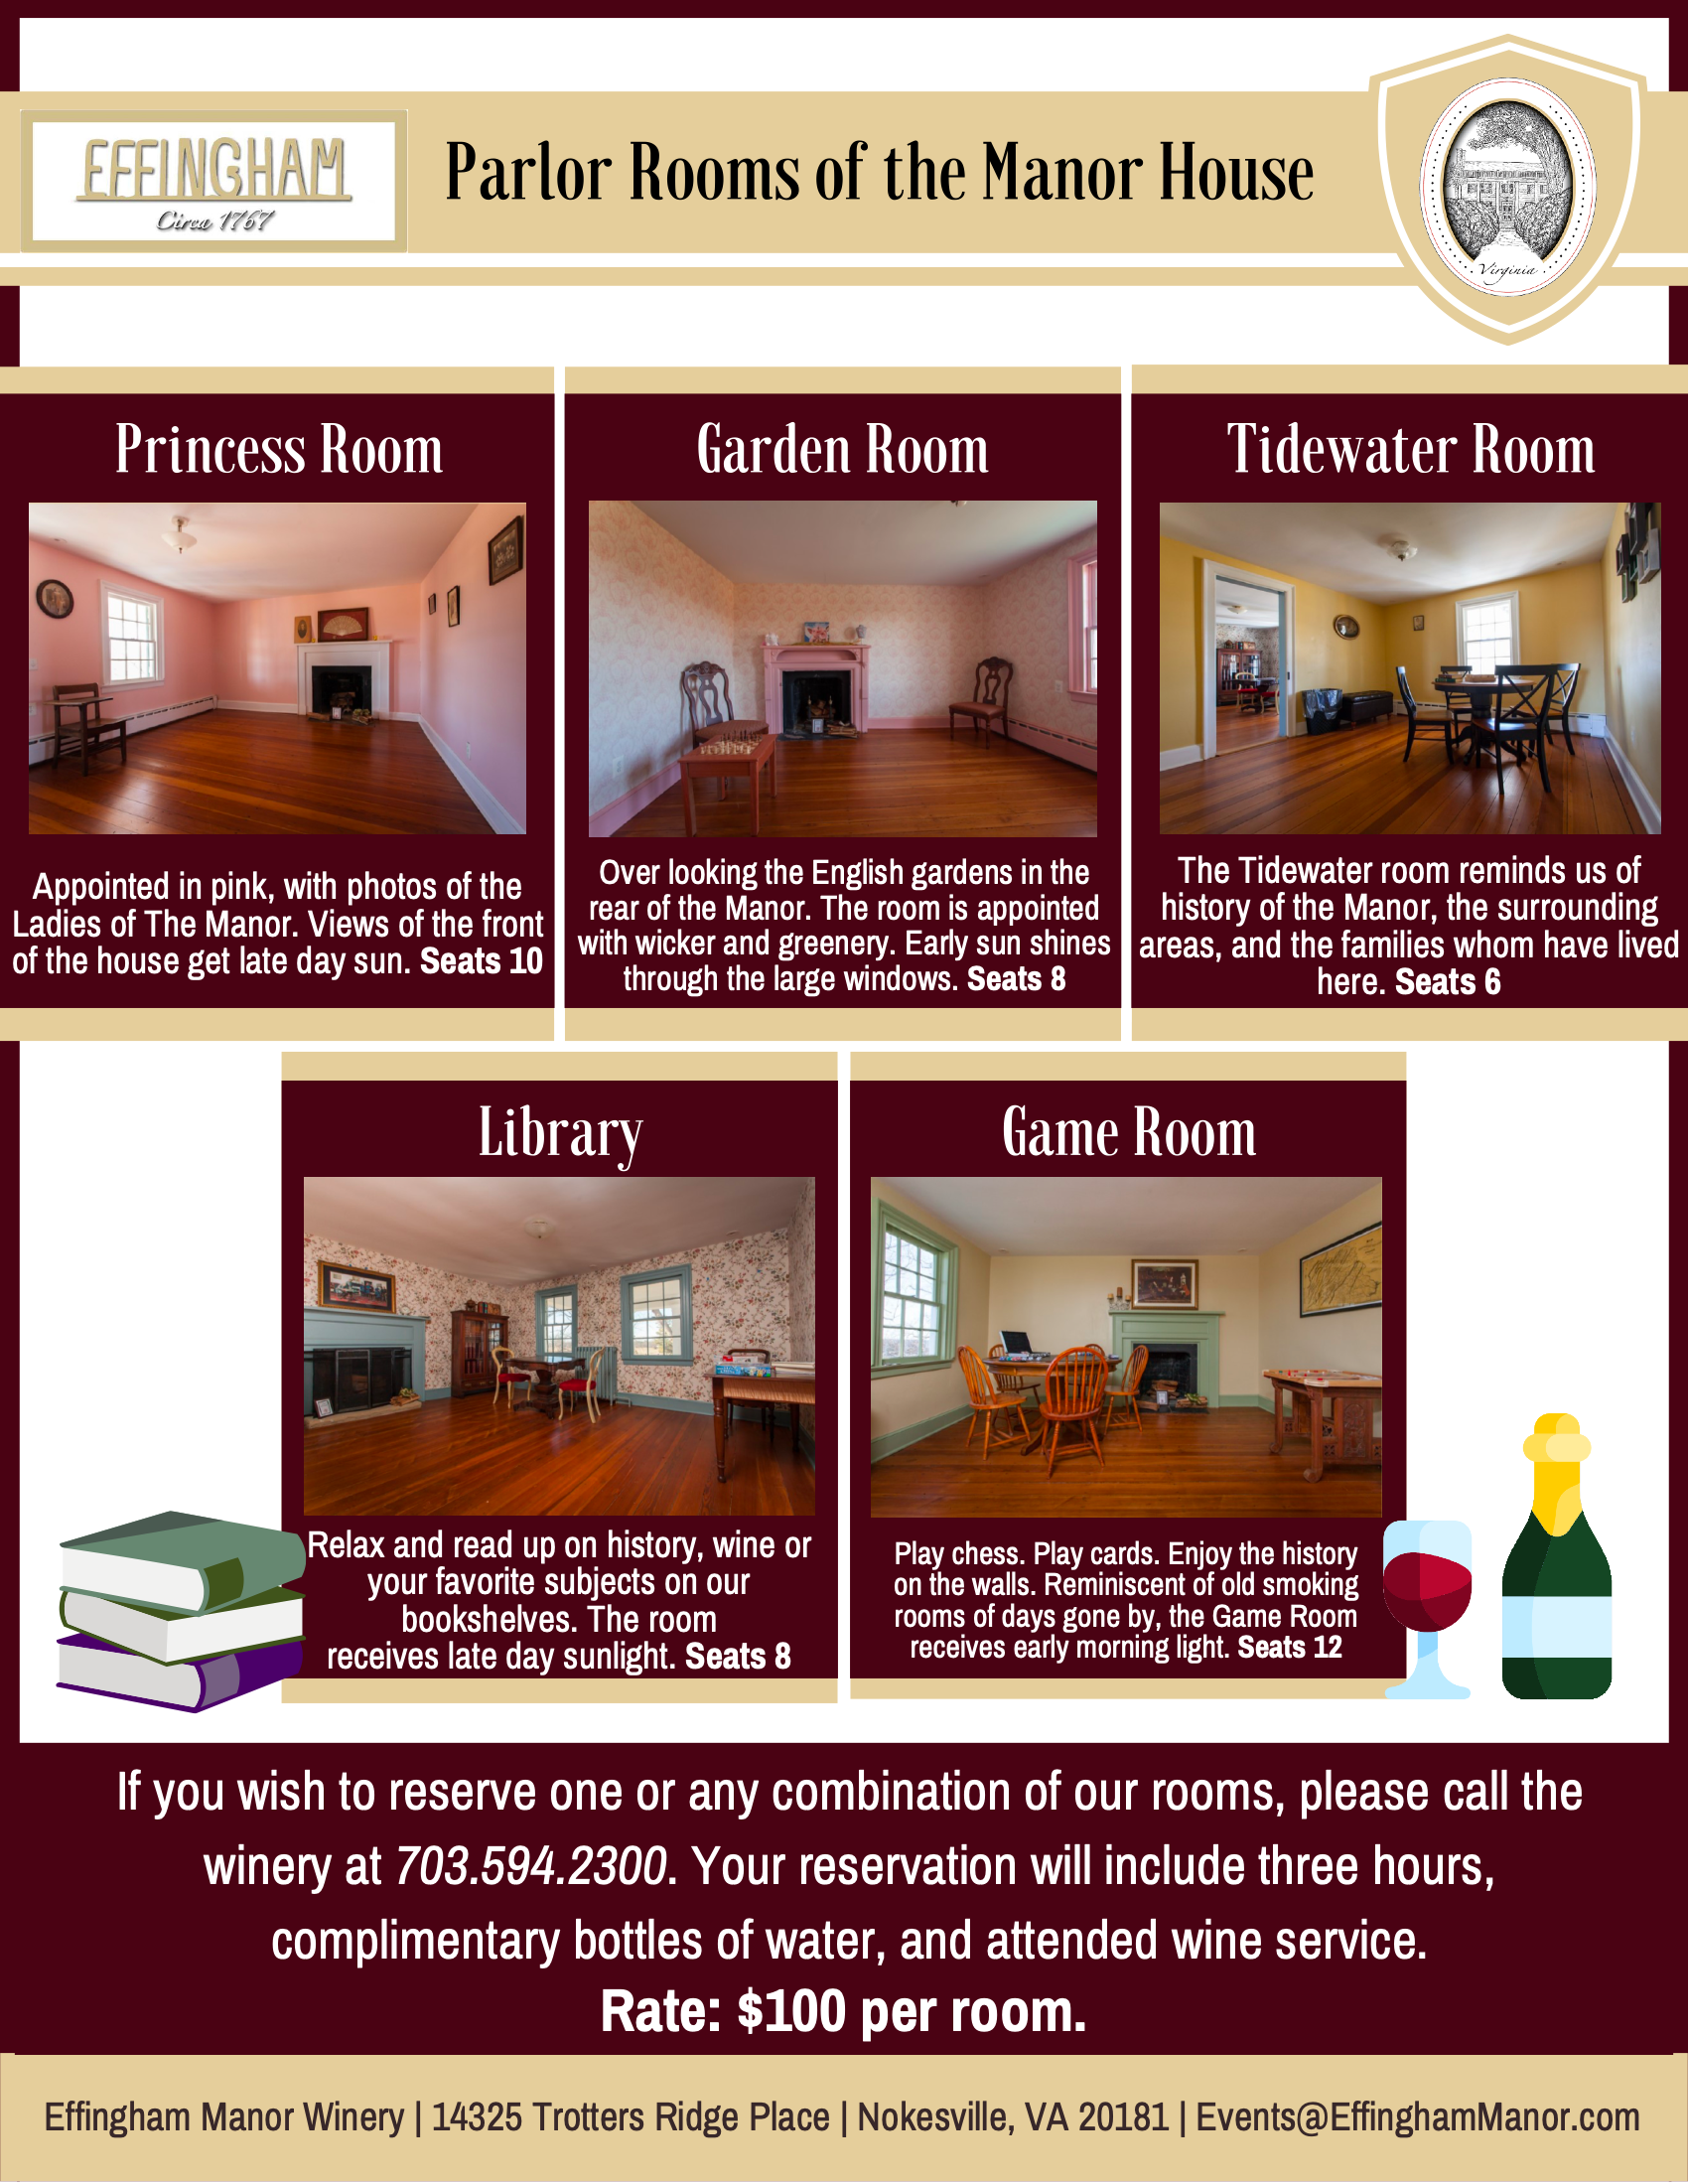 EFFINGHAM
Circa 1767
Parlor Rooms of the Manor House
Virginia
Princess Room
Appointed in pink, with photos of the
Ladies of The Manor. Views of the front
of the house get late day sun. Seats 10
Garden Room
Over looking the English gardens in the
rear of the Manor. The room is appointed
with wicker and greenery. Early sun shines
through the large windows. Seats 8
Tidewater Room
The Tidewater room reminds us of
history of the Manor, the surrounding
areas, and the families whom have lived
here. Seats 6
Library
Relax and read up on history, wine or
your favorite subjects on our
bookshelves. The room
receives late day sunlight. Seats 8
Game Room
Play chess. Play cards. Enjoy the history
on the walls. Reminiscent of old smoking
rooms of days gone by, the Game Room
receives early morning light. Seats 12
If you wish to reserve one or any combination of our rooms, please call the
winery at 703.594.2300. Your reservation will include three hours,
complimentary bottles of water, and attended wine service.
Rate: $100 per room.
Effingham Manor Winery | 14325 Trotters Ridge Place | Nokesville, VA 20181 | Events@EffinghamManor.com